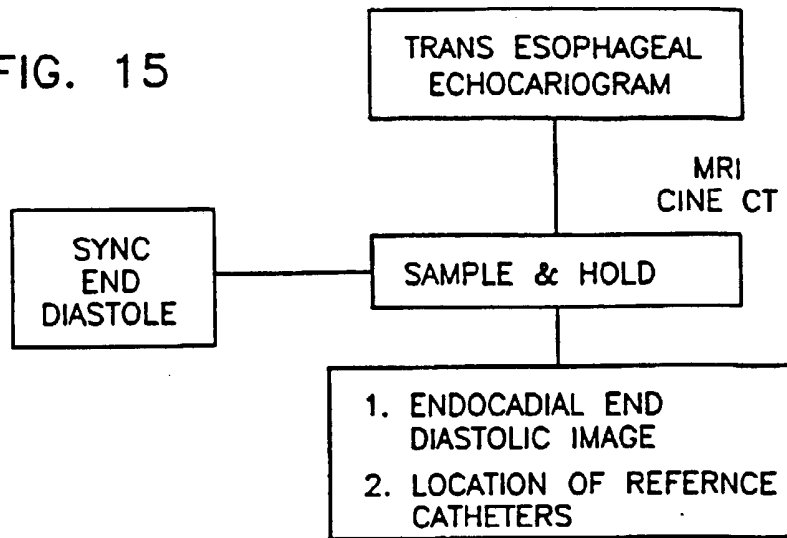 FIG. 15
TRANS ESOPHAGEAL
ECHOCARIOGRAM
MRI
CINE CT
SYNC
END
DIASTOLE
SAMPLE & HOLD
1. ENDOCADIAL END
DIASTOLIC IMAGE
2. LOCATION OF REFERNCE
CATHETERS